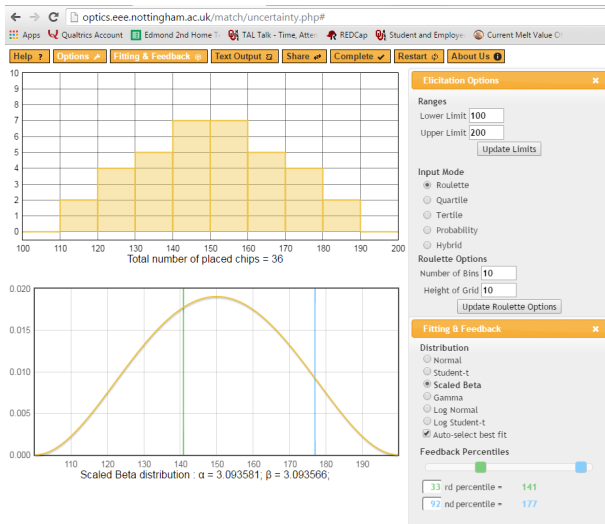 optics.eee.nottingham.ac.uk/match/uncertainty.php#
Apps Qualtrics Account Edmond 2nd Home TAL Talk - Time, Atten REDCap Student and Employe Current Melt Value Of
Help ? Options Fitting & Feedback Text Output Share Complete Restart About Us
10
9
8
7
6
5
4
3
2
1
0
100 110 120 130 140 150 160 170 180 190 200
Total number of placed chips = 36
0.020
0.015
0.010
0.005
0.000
110 120 130 140 150 160 170 180 190
Scaled Beta distribution : α = 3.093581; β = 3.093566;
Elicitation Options
Ranges
Lower Limit 100
Upper Limit 200
Update Limits
Input Mode
Roulette
Quartile
Tertile
Probability
Hybrid
Roulette Options
Number of Bins 10
Height of Grid 10
Update Roulette Options
Fitting & Feedback
Distribution
Normal
Student-t
Scaled Beta
Gamma
Log Normal
Log Student-t
Auto-select best fit
Feedback Percentiles
33 rd percentile = 141
92 nd percentile = 177